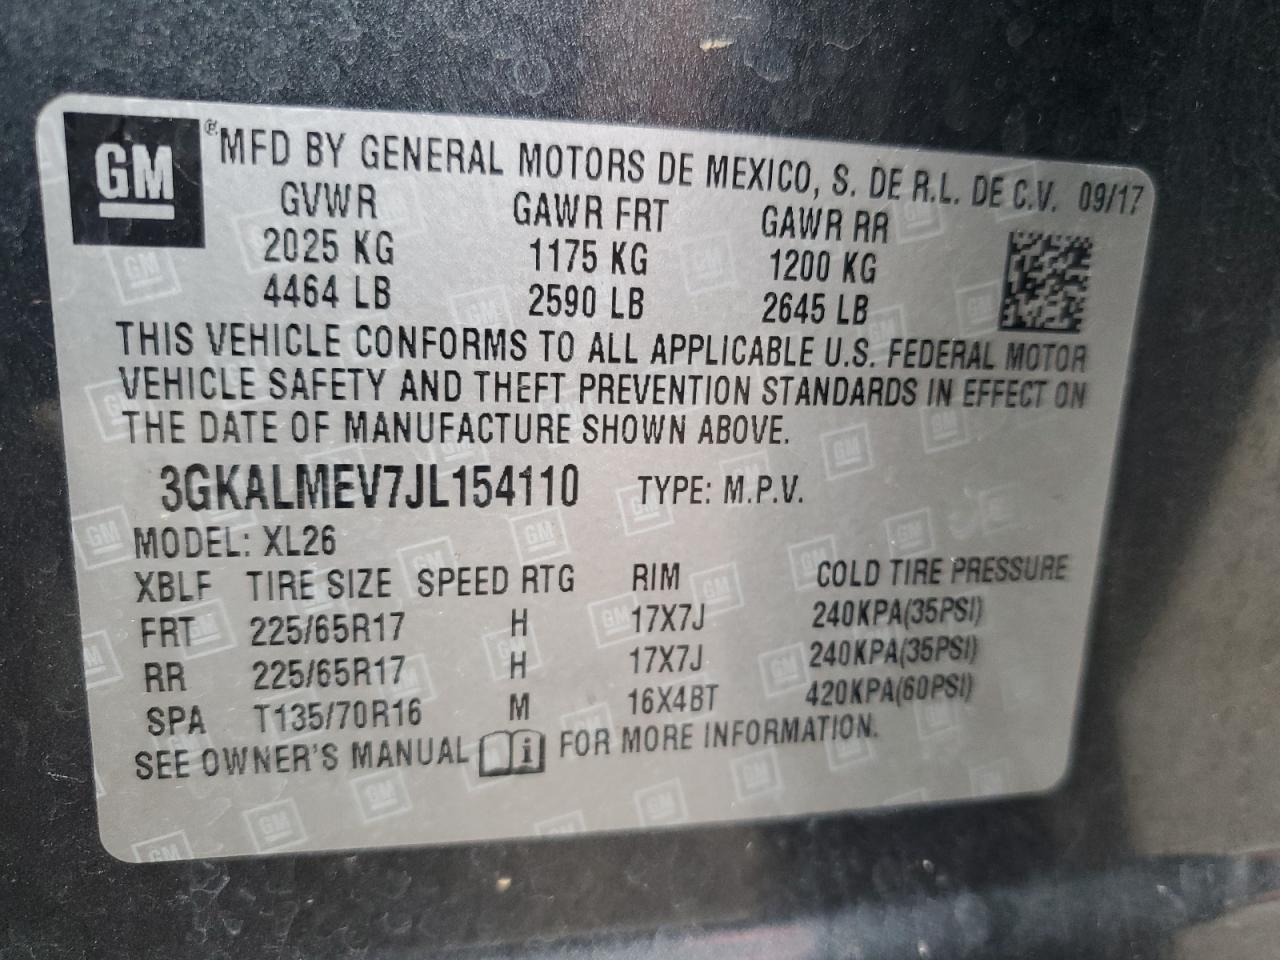 GM ® MFD BY GENERAL MOTORS DE MEXICO, S. DE R.L. DE C.V. 09/17
GVWR GAWR FRT GAWR RR
2025 KG 1175 KG 1200 KG
4464 LB 2590 LB 2645 LB
THIS VEHICLE CONFORMS TO ALL APPLICABLE U.S. FEDERAL MOTOR
VEHICLE SAFETY AND THEFT PREVENTION STANDARDS IN EFFECT ON
THE DATE OF MANUFACTURE SHOWN ABOVE.
3GKALMEV7JL154110 TYPE: M.P.V.
MODEL: XL26
XBLF TIRE SIZE SPEED RTG RIM COLD TIRE PRESSURE
FRT 225/65R17 H 17X7J 240KPA(35PSI)
RR 225/65R17 H 17X7J 240KPA(35PSI)
SPA T135/70R16 M 16X4BT 420KPA(60PSI)
SEE OWNER'S MANUAL i FOR MORE INFORMATION.